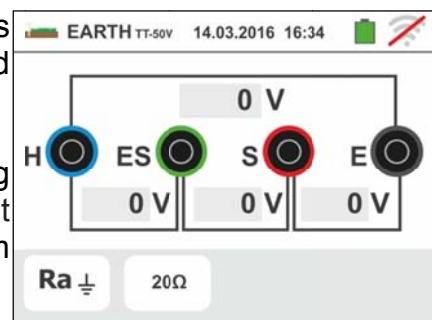 s
EARTH TT-50V 14.03.2016 16:34
d
0 V
H ES S E
g
0 V 0 V 0 V
t
n
Ra 20Ω